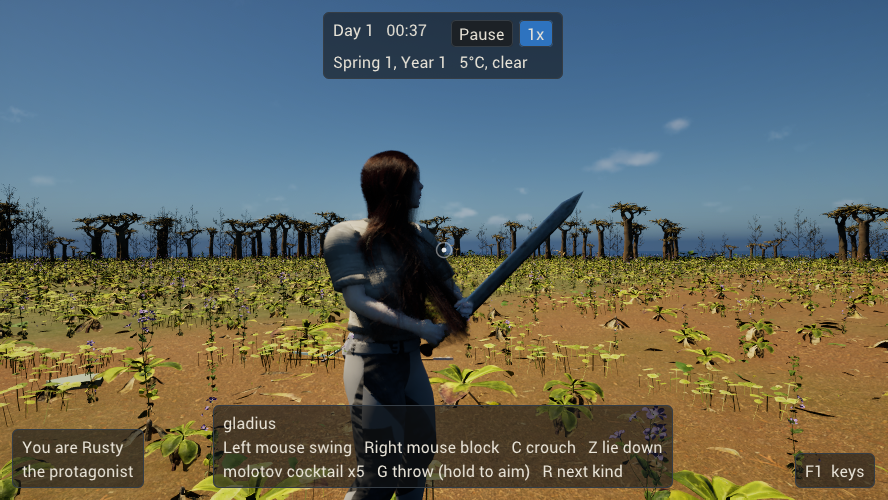 Day 1 00:37 Pause 1x
Spring 1, Year 1 5°C, clear
You are Rusty
the protagonist
gladius
Left mouse swing Right mouse block C crouch Z lie down
molotov cocktail x5 G throw (hold to aim) R next kind
F1 keys